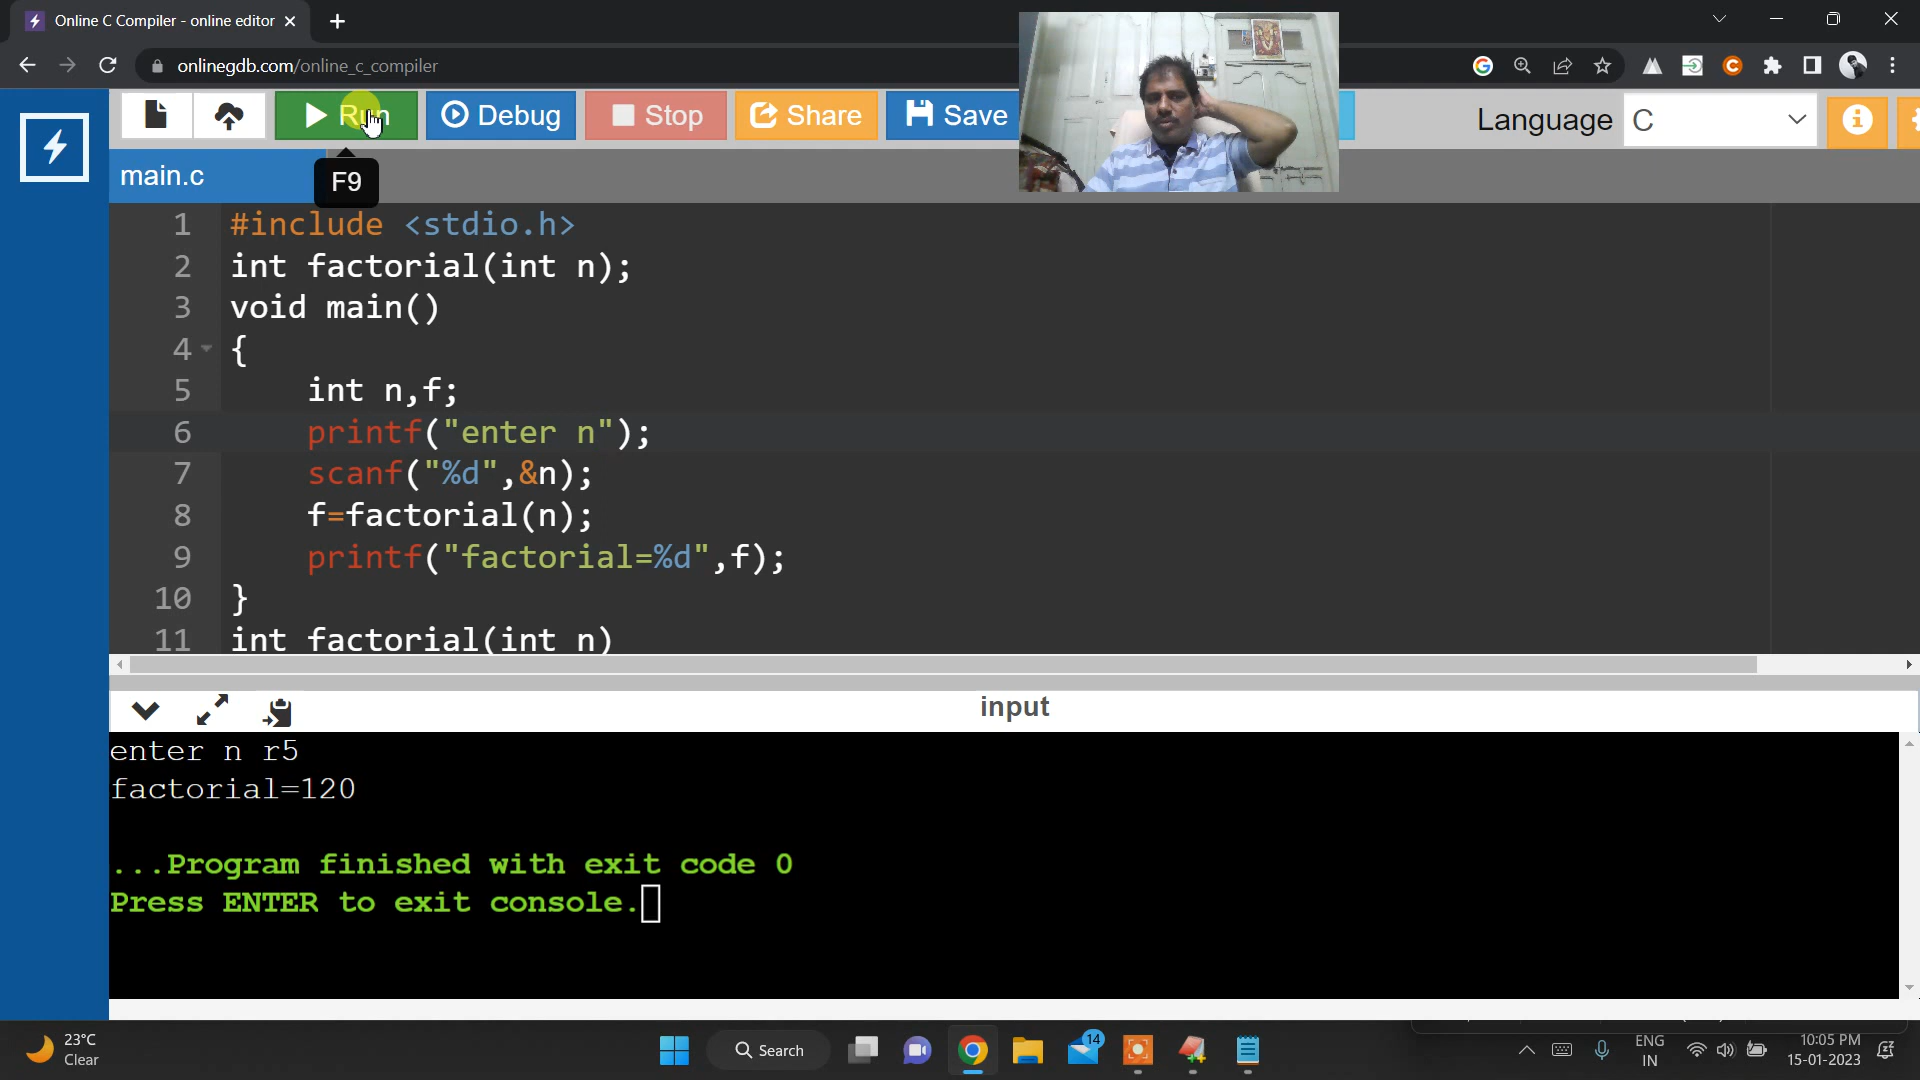 Online C Compiler - online editor
onlinegdb.com/online_c_compiler
Run
Debug
Stop
Share
Save
Language
C
main.c
F9
1 #include <stdio.h>
2 int factorial(int n);
3 void main()
4 {
5 int n,f;
6 printf("enter n");
7 scanf("%d",&n);
8 f=factorial(n);
9 printf("factorial=%d",f);
10 }
11 int factorial(int n)
input
enter n r5
factorial=120
...Program finished with exit code 0
Press ENTER to exit console.
23°C
Clear
Search
14
ENG
IN
10:05 PM
15-01-2023